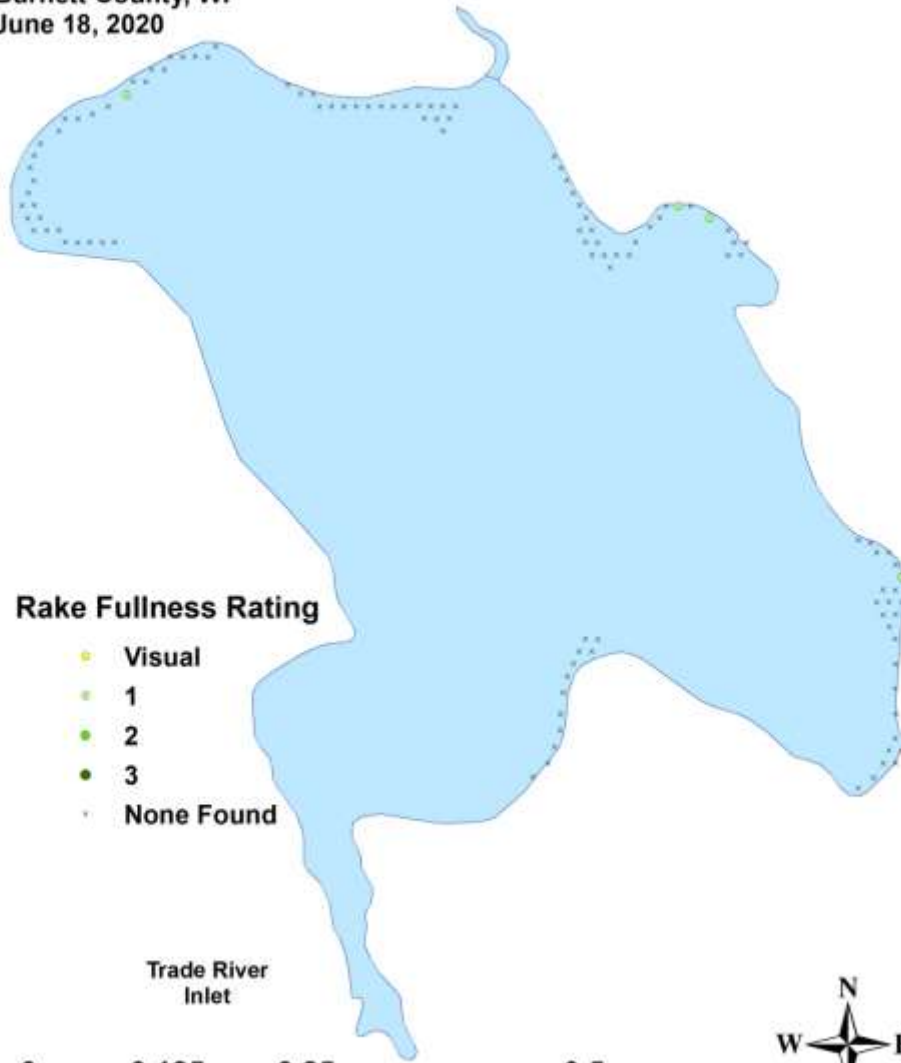 June 18, 2020
Rake Fullness Rating
Visual
1
2
3
None Found
Trade River
Inlet
N
W